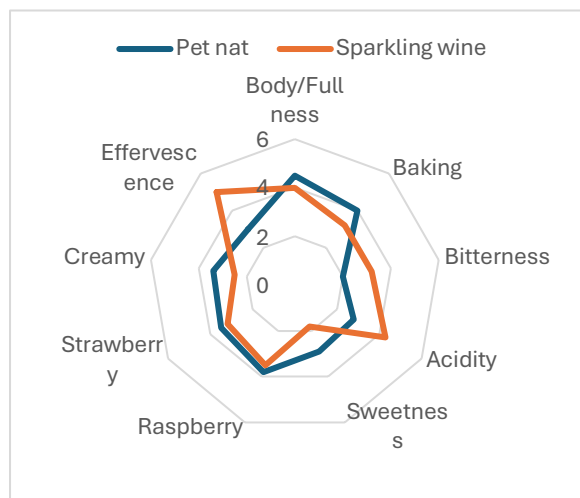 Pet nat
Sparkling wine
Body/Full
ness
Baking
Bitterness
Acidity
Sweetnes
s
Raspberry
Strawberr
y
Creamy
Effervesc
ence
6
4
2
0